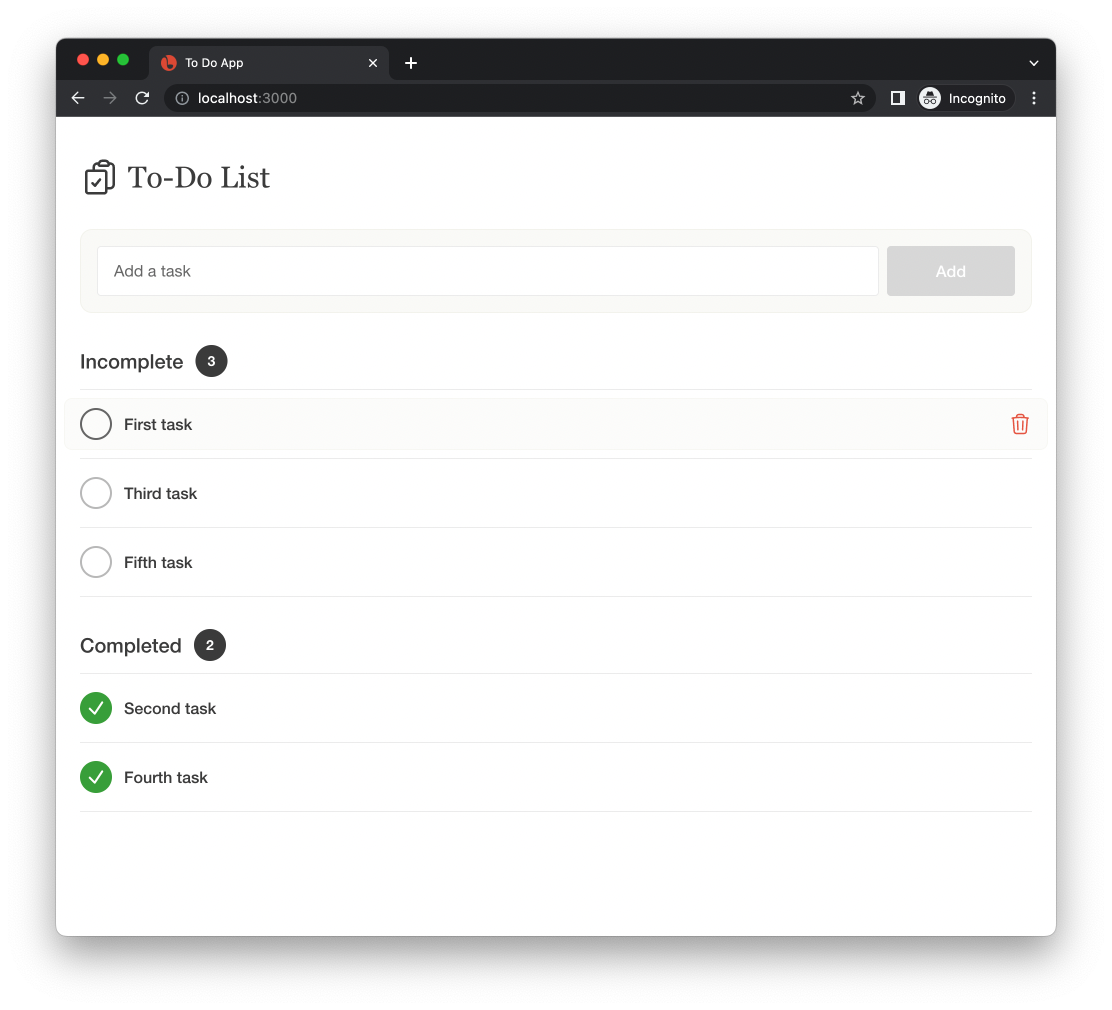 To Do App
localhost:3000
Incognito
To-Do List
Add a task
Add
Incomplete 3
First task
Third task
Fifth task
Completed 2
Second task
Fourth task